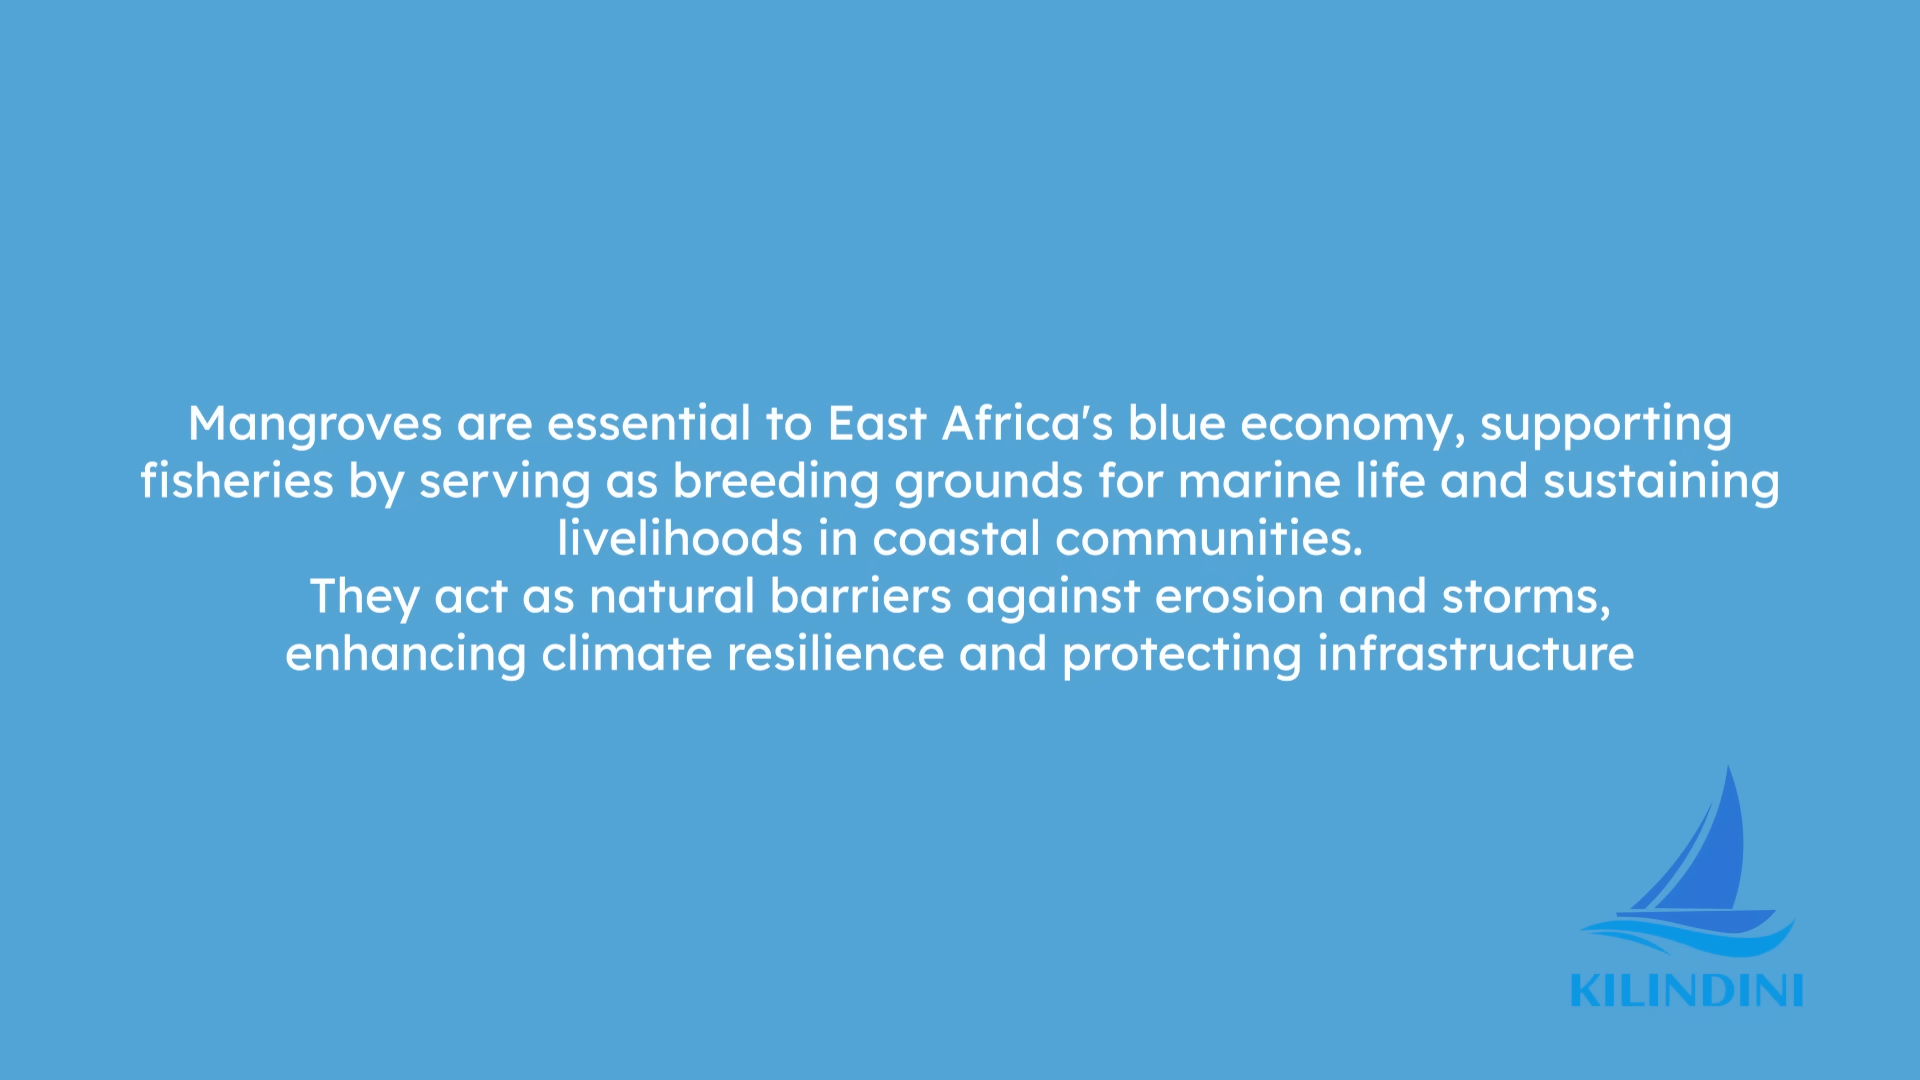 Mangroves are essential to East Africa's blue economy, supporting
fisheries by serving as breeding grounds for marine life and sustaining
livelihoods in coastal communities.
They act as natural barriers against erosion and storms,
enhancing climate resilience and protecting infrastructure
KILINDINI